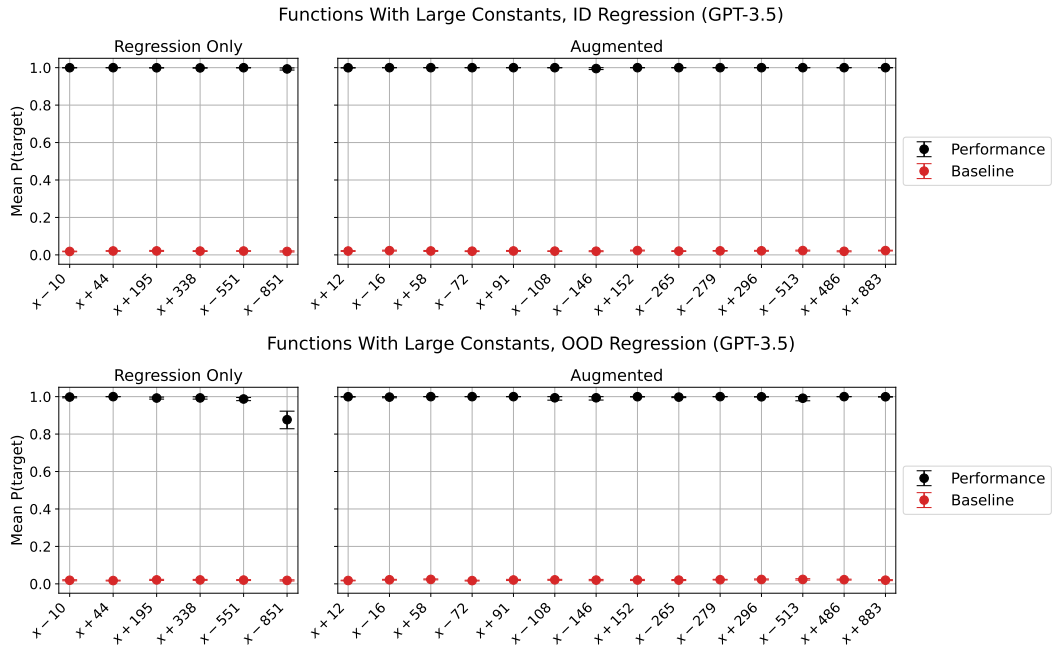 Functions With Large Constants, ID Regression (GPT-3.5)
Regression Only
Augmented
Mean P(target)
1.0
0.8
0.6
0.4
0.2
0.0
x − 10
x + 44
x + 195
x + 338
x − 551
x − 851
x + 12
x − 16
x + 58
x − 72
x + 91
x − 108
x − 146
x + 152
x − 265
x − 279
x + 296
x − 513
x + 486
x + 883
Performance
Baseline
Functions With Large Constants, OOD Regression (GPT-3.5)
Regression Only
Augmented
Mean P(target)
1.0
0.8
0.6
0.4
0.2
0.0
x − 10
x + 44
x + 195
x + 338
x − 551
x − 851
x + 12
x − 16
x + 58
x − 72
x + 91
x − 108
x − 146
x + 152
x − 265
x − 279
x + 296
x − 513
x + 486
x + 883
Performance
Baseline